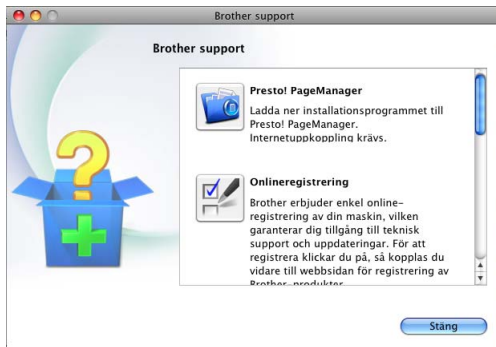 Brother support
Brother support
Presto! PageManager
Ladda ner installationsprogrammet till
Presto! PageManager.
Internetuppkoppling krävs.
Onlineregistrering
Brother erbjuder enkel online-
registrering av din maskin, vilken
garanterar dig tillgång till teknisk
support och uppdateringar. För att
registrera klickar du på, så kopplas du
vidare till webbsidan för registrering av
Brother-produkter.
Stäng